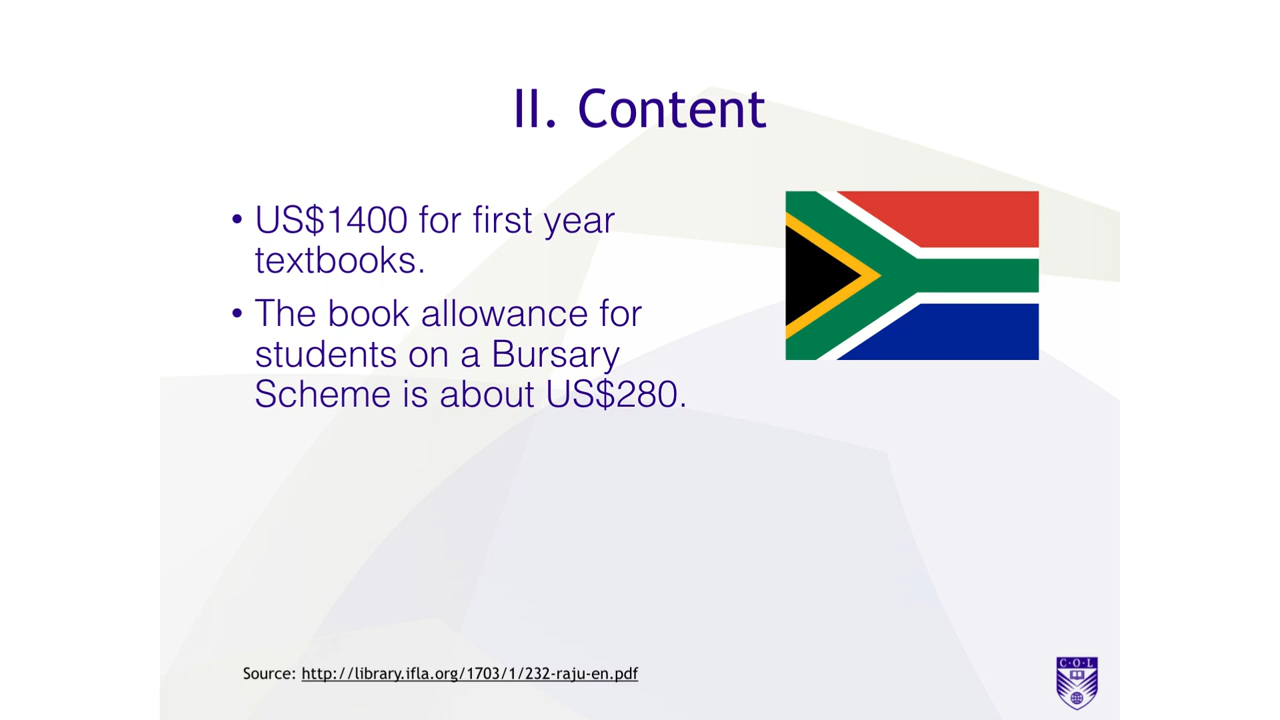 II. Content
• US$1400 for first year
textbooks.
• The book allowance for
students on a Bursary
Scheme is about US$280.
Source: http://library.ifla.org/1703/1/232-raju-en.pdf
C·O·L